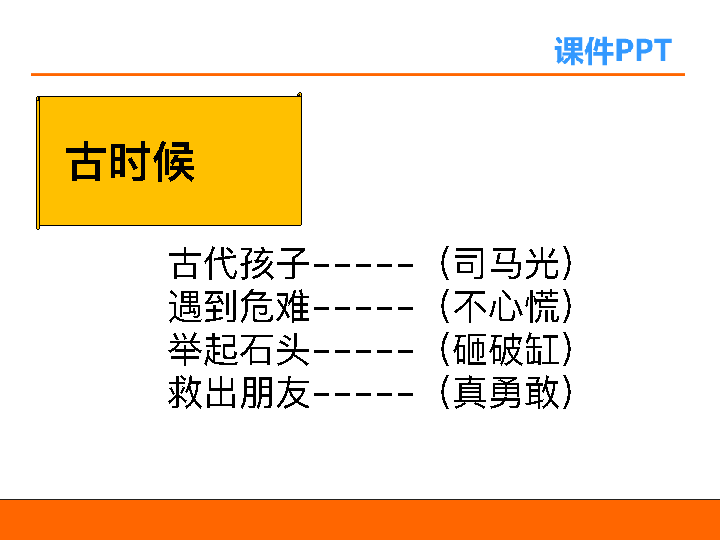 课件PPT
古时候
古代孩子-----（司马光）
遇到危难-----（不心慌）
举起石头-----（砸破缸）
救出朋友-----（真勇敢）